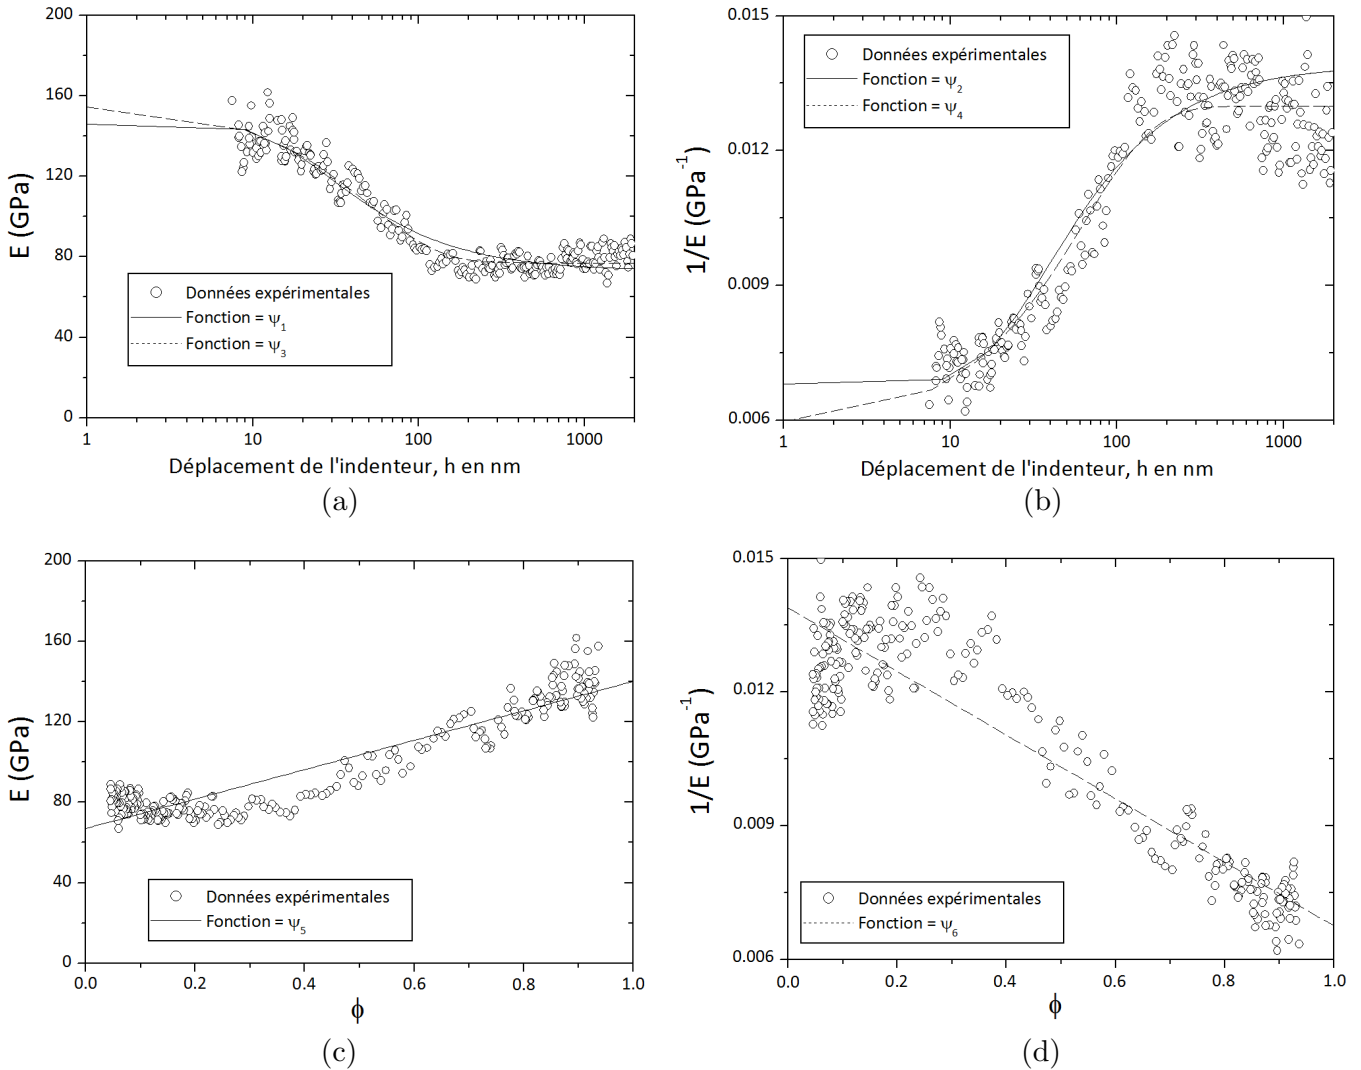 200
160
120
80
40
0
E (GPa)
Données expérimentales
Fonction = ψ1
Fonction = ψ3
1
10
100
1000
Déplacement de l'indenteur, h en nm
(a)
0.015
0.012
0.009
0.006
1/E (GPa-1)
Données expérimentales
Fonction = ψ2
Fonction = ψ4
1
10
100
1000
Déplacement de l'indenteur, h en nm
(b)
200
160
120
80
40
0
E (GPa)
Données expérimentales
Fonction = ψ5
0.0
0.2
0.4
0.6
0.8
1.0
ϕ
(c)
0.015
0.012
0.009
0.006
1/E (GPa-1)
Données expérimentales
Fonction = ψ6
0.0
0.2
0.4
0.6
0.8
1.0
ϕ
(d)